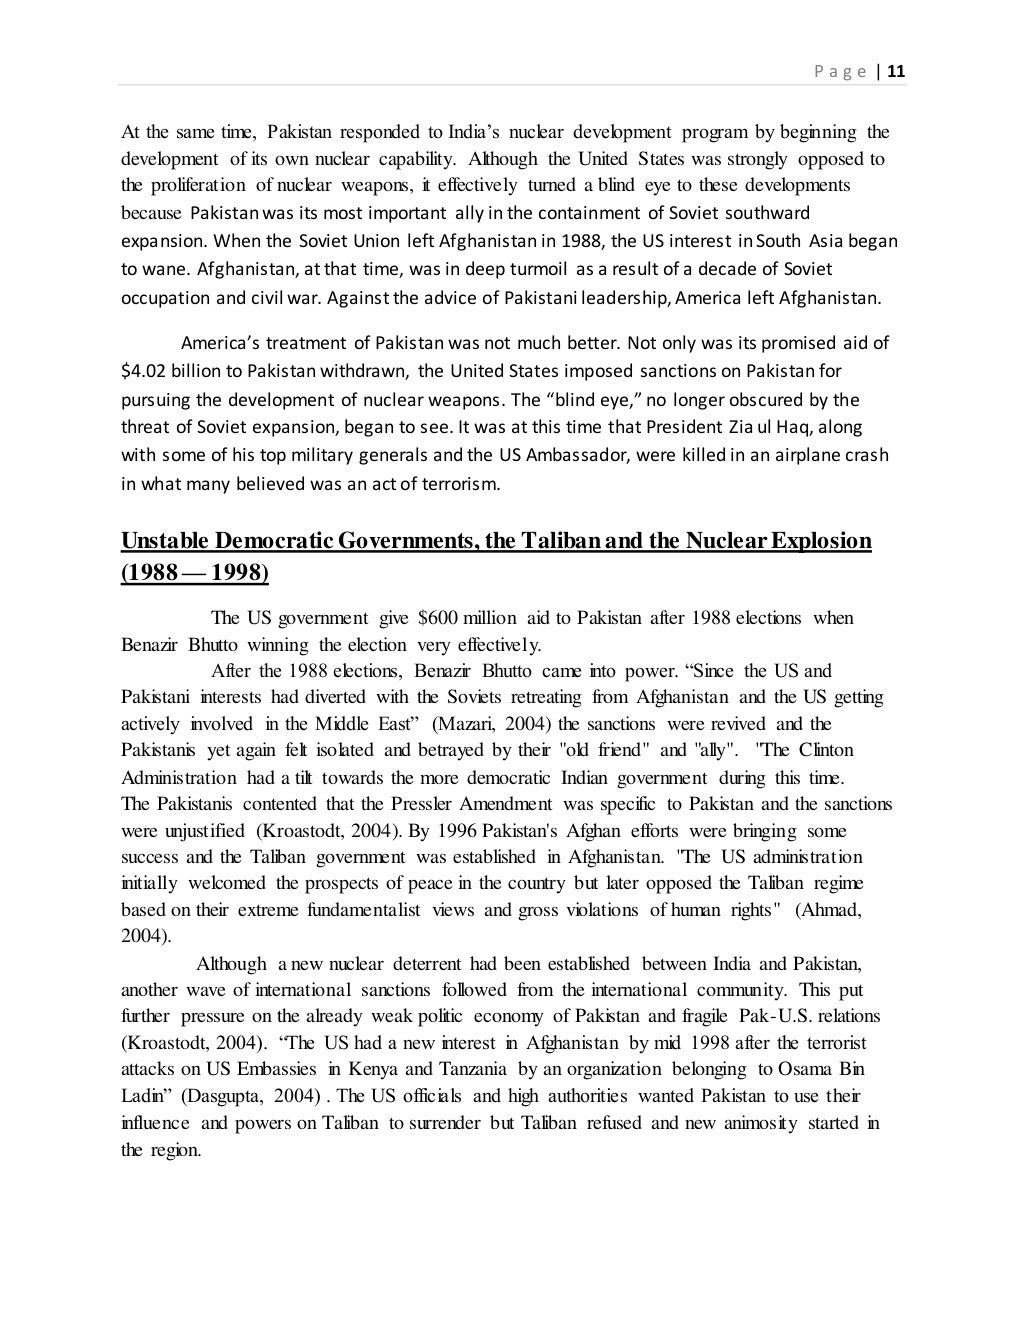 Page | 11
At the same time, Pakistan responded to India’s nuclear development program by beginning the
development of its own nuclear capability. Although the United States was strongly opposed to
the proliferation of nuclear weapons, it effectively turned a blind eye to these developments
because Pakistan was its most important ally in the containment of Soviet southward
expansion. When the Soviet Union left Afghanistan in 1988, the US interest in South Asia began
to wane. Afghanistan, at that time, was in deep turmoil as a result of a decade of Soviet
occupation and civil war. Against the advice of Pakistani leadership, America left Afghanistan.
America’s treatment of Pakistan was not much better. Not only was its promised aid of
$4.02 billion to Pakistan withdrawn, the United States imposed sanctions on Pakistan for
pursuing the development of nuclear weapons. The “blind eye,” no longer obscured by the
threat of Soviet expansion, began to see. It was at this time that President Zia ul Haq, along
with some of his top military generals and the US Ambassador, were killed in an airplane crash
in what many believed was an act of terrorism.
Unstable Democratic Governments, the Taliban and the Nuclear Explosion
(1988 — 1998)
The US government give $600 million aid to Pakistan after 1988 elections when
Benazir Bhutto winning the election very effectively.
After the 1988 elections, Benazir Bhutto came into power. “Since the US and
Pakistani interests had diverted with the Soviets retreating from Afghanistan and the US getting
actively involved in the Middle East” (Mazari, 2004) the sanctions were revived and the
Pakistanis yet again felt isolated and betrayed by their "old friend" and "ally". "The Clinton
Administration had a tilt towards the more democratic Indian government during this time.
The Pakistanis contented that the Pressler Amendment was specific to Pakistan and the sanctions
were unjustified (Kroastodt, 2004). By 1996 Pakistan's Afghan efforts were bringing some
success and the Taliban government was established in Afghanistan. "The US administration
initially welcomed the prospects of peace in the country but later opposed the Taliban regime
based on their extreme fundamentalist views and gross violations of human rights" (Ahmad,
2004).
Although a new nuclear deterrent had been established between India and Pakistan,
another wave of international sanctions followed from the international community. This put
further pressure on the already weak politic economy of Pakistan and fragile Pak-U.S. relations
(Kroastodt, 2004). “The US had a new interest in Afghanistan by mid 1998 after the terrorist
attacks on US Embassies in Kenya and Tanzania by an organization belonging to Osama Bin
Ladin” (Dasgupta, 2004) . The US officials and high authorities wanted Pakistan to use their
influence and powers on Taliban to surrender but Taliban refused and new animosity started in
the region.